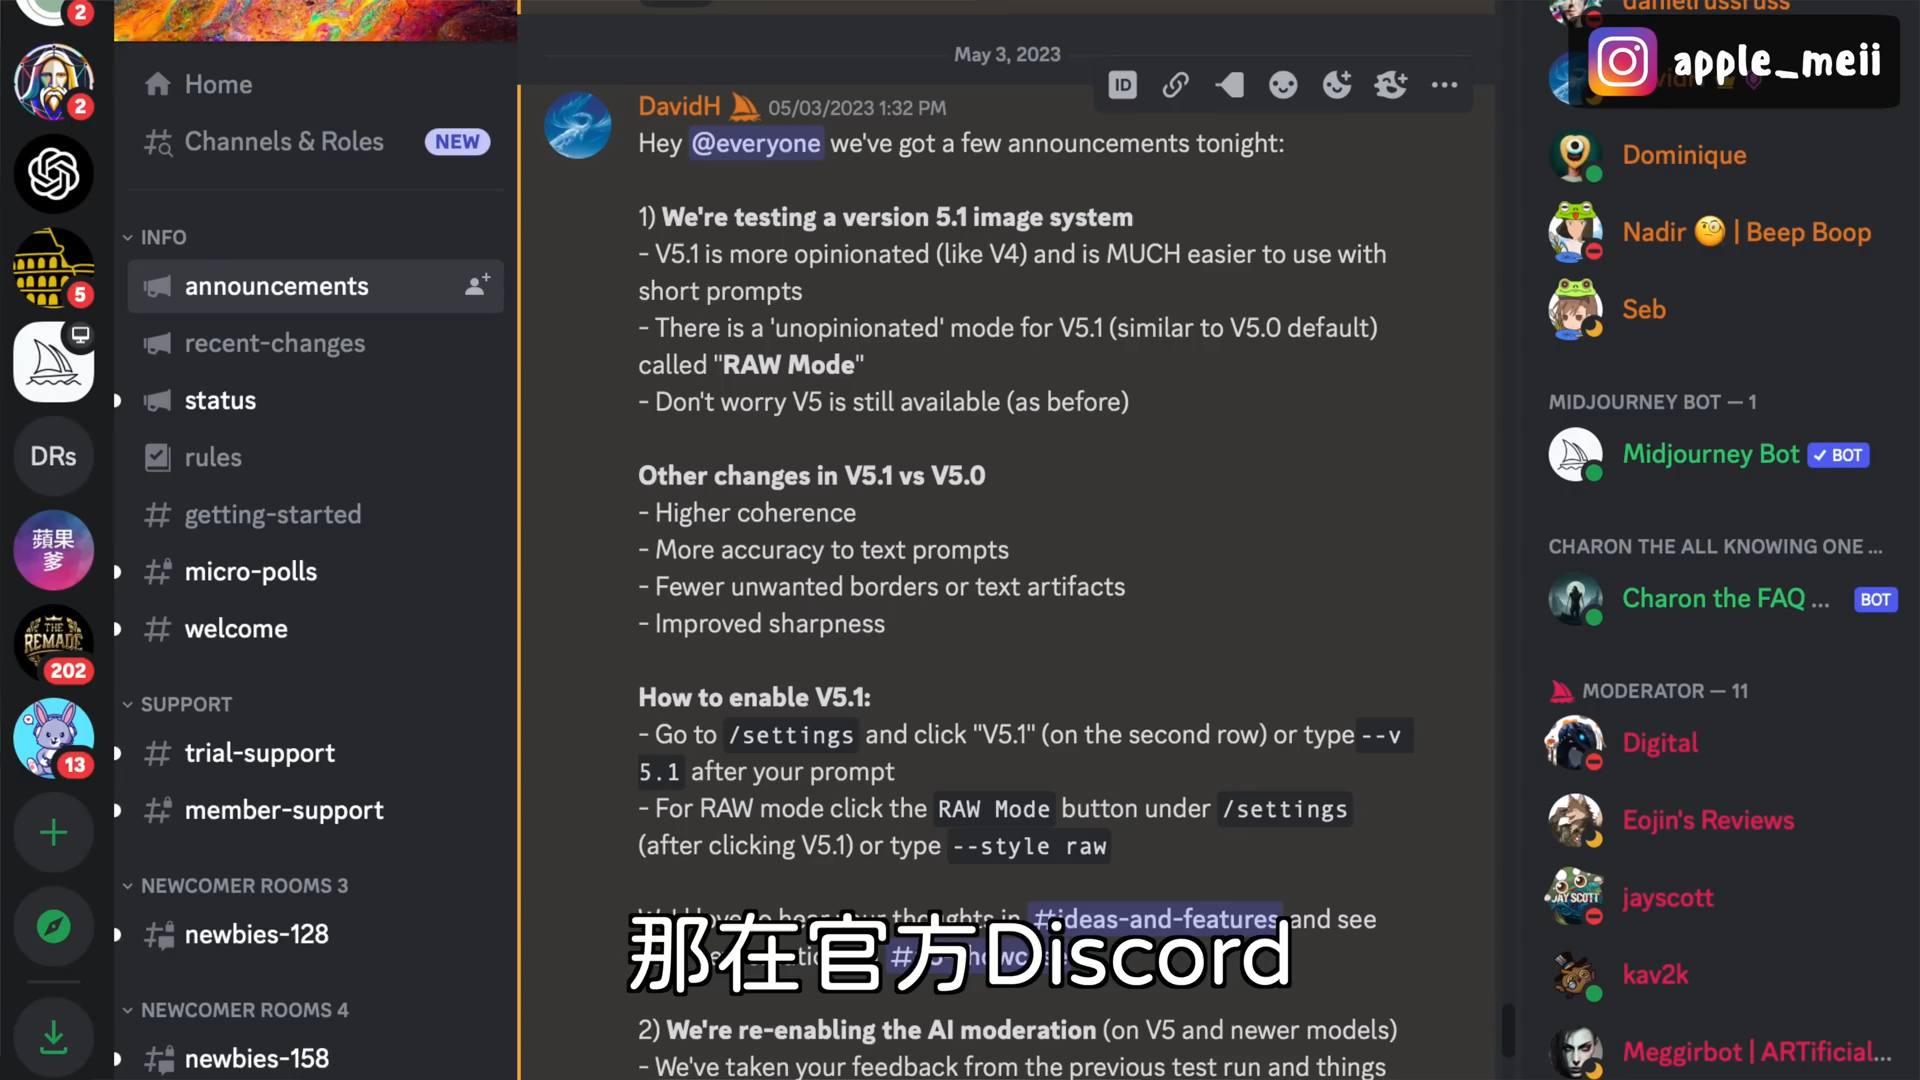 2
2
5
DRs
蘋果
爹
THE
REMADE
202
13
Home
Channels & Roles
NEW
INFO
announcements
recent-changes
status
rules
getting-started
micro-polls
welcome
SUPPORT
trial-support
member-support
NEWCOMER ROOMS 3
newbies-128
NEWCOMER ROOMS 4
newbies-158
May 3, 2023
ID
DavidH 05/03/2023 1:32 PM
Hey @everyone we've got a few announcements tonight:
1) We're testing a version 5.1 image system
- V5.1 is more opinionated (like V4) and is MUCH easier to use with
short prompts
- There is a 'unopinionated' mode for V5.1 (similar to V5.0 default)
called "RAW Mode"
- Don't worry V5 is still available (as before)
Other changes in V5.1 vs V5.0
- Higher coherence
- More accuracy to text prompts
- Fewer unwanted borders or text artifacts
- Improved sharpness
How to enable V5.1:
- Go to /settings and click "V5.1" (on the second row) or type --v
5.1 after your prompt
- For RAW mode click the RAW Mode button under /settings
(after clicking V5.1) or type --style raw
#ideas-and-features and see
那在官方Discord
2) We're re-enabling the AI moderation (on V5 and newer models)
- We've taken your feedback from the previous test run and things
danielrussruss
apple_meii
Dominique
Nadir 🧐 | Beep Boop
Seb
MIDJOURNEY BOT — 1
Midjourney Bot ✓ BOT
CHARON THE ALL KNOWING ONE ...
Charon the FAQ ... BOT
MODERATOR — 11
Digital
Eojin's Reviews
JAY SCOTT
jayscott
kav2k
Meggirbot | ARTificial...